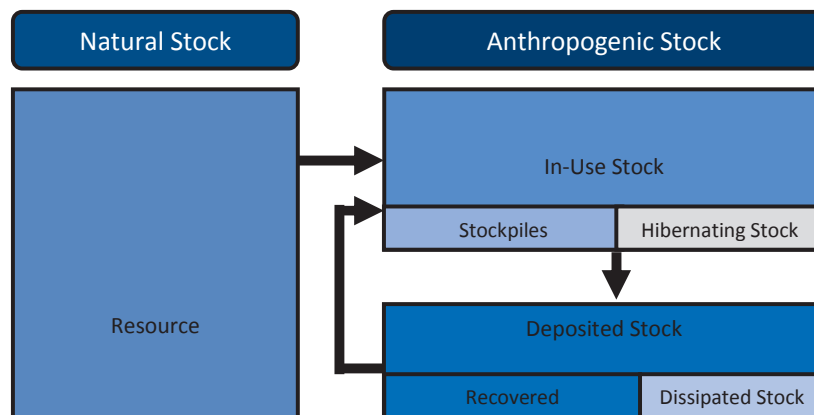 Natural Stock
Anthropogenic Stock
In-Use Stock
Stockpiles
Hibernating Stock
Resource
Deposited Stock
Recovered
Dissipated Stock